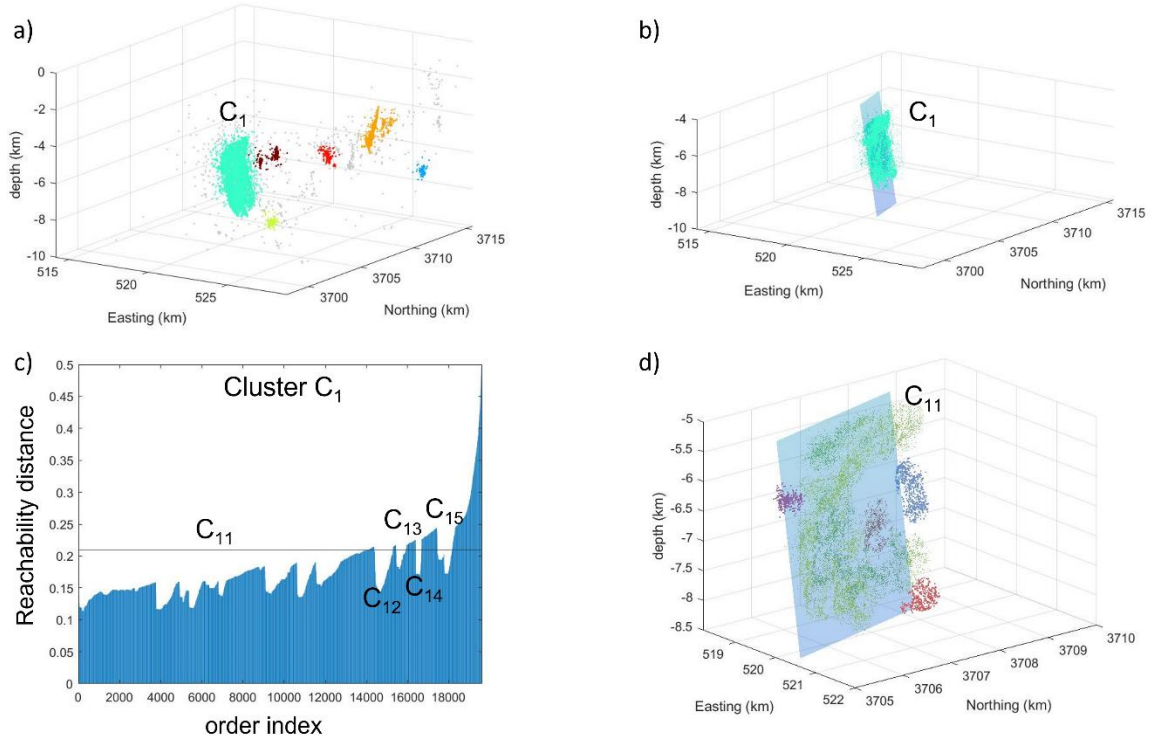 a)
C1
0
-2
-4
-6
-8
-10
depth (km)
515
520
525
Easting (km)
3700
3705
3710
3715
Northing (km)
b)
C1
-4
-6
-8
-10
depth (km)
515
520
525
Easting (km)
3700
3705
3710
3715
Northing (km)
c)
Cluster C1
0.5
0.45
0.4
0.35
0.3
0.25
0.2
0.15
0.1
0.05
0
Reachability distance
C11
C13
C15
C12
C14
0 2000 4000 6000 8000 10000 12000 14000 16000 18000
order index
d)
C11
-5
-5.5
-6
-6.5
-7
-7.5
-8
-8.5
depth (km)
519
520
521
522
Easting (km)
3705
3706
3707
3708
3709
3710
Northing (km)